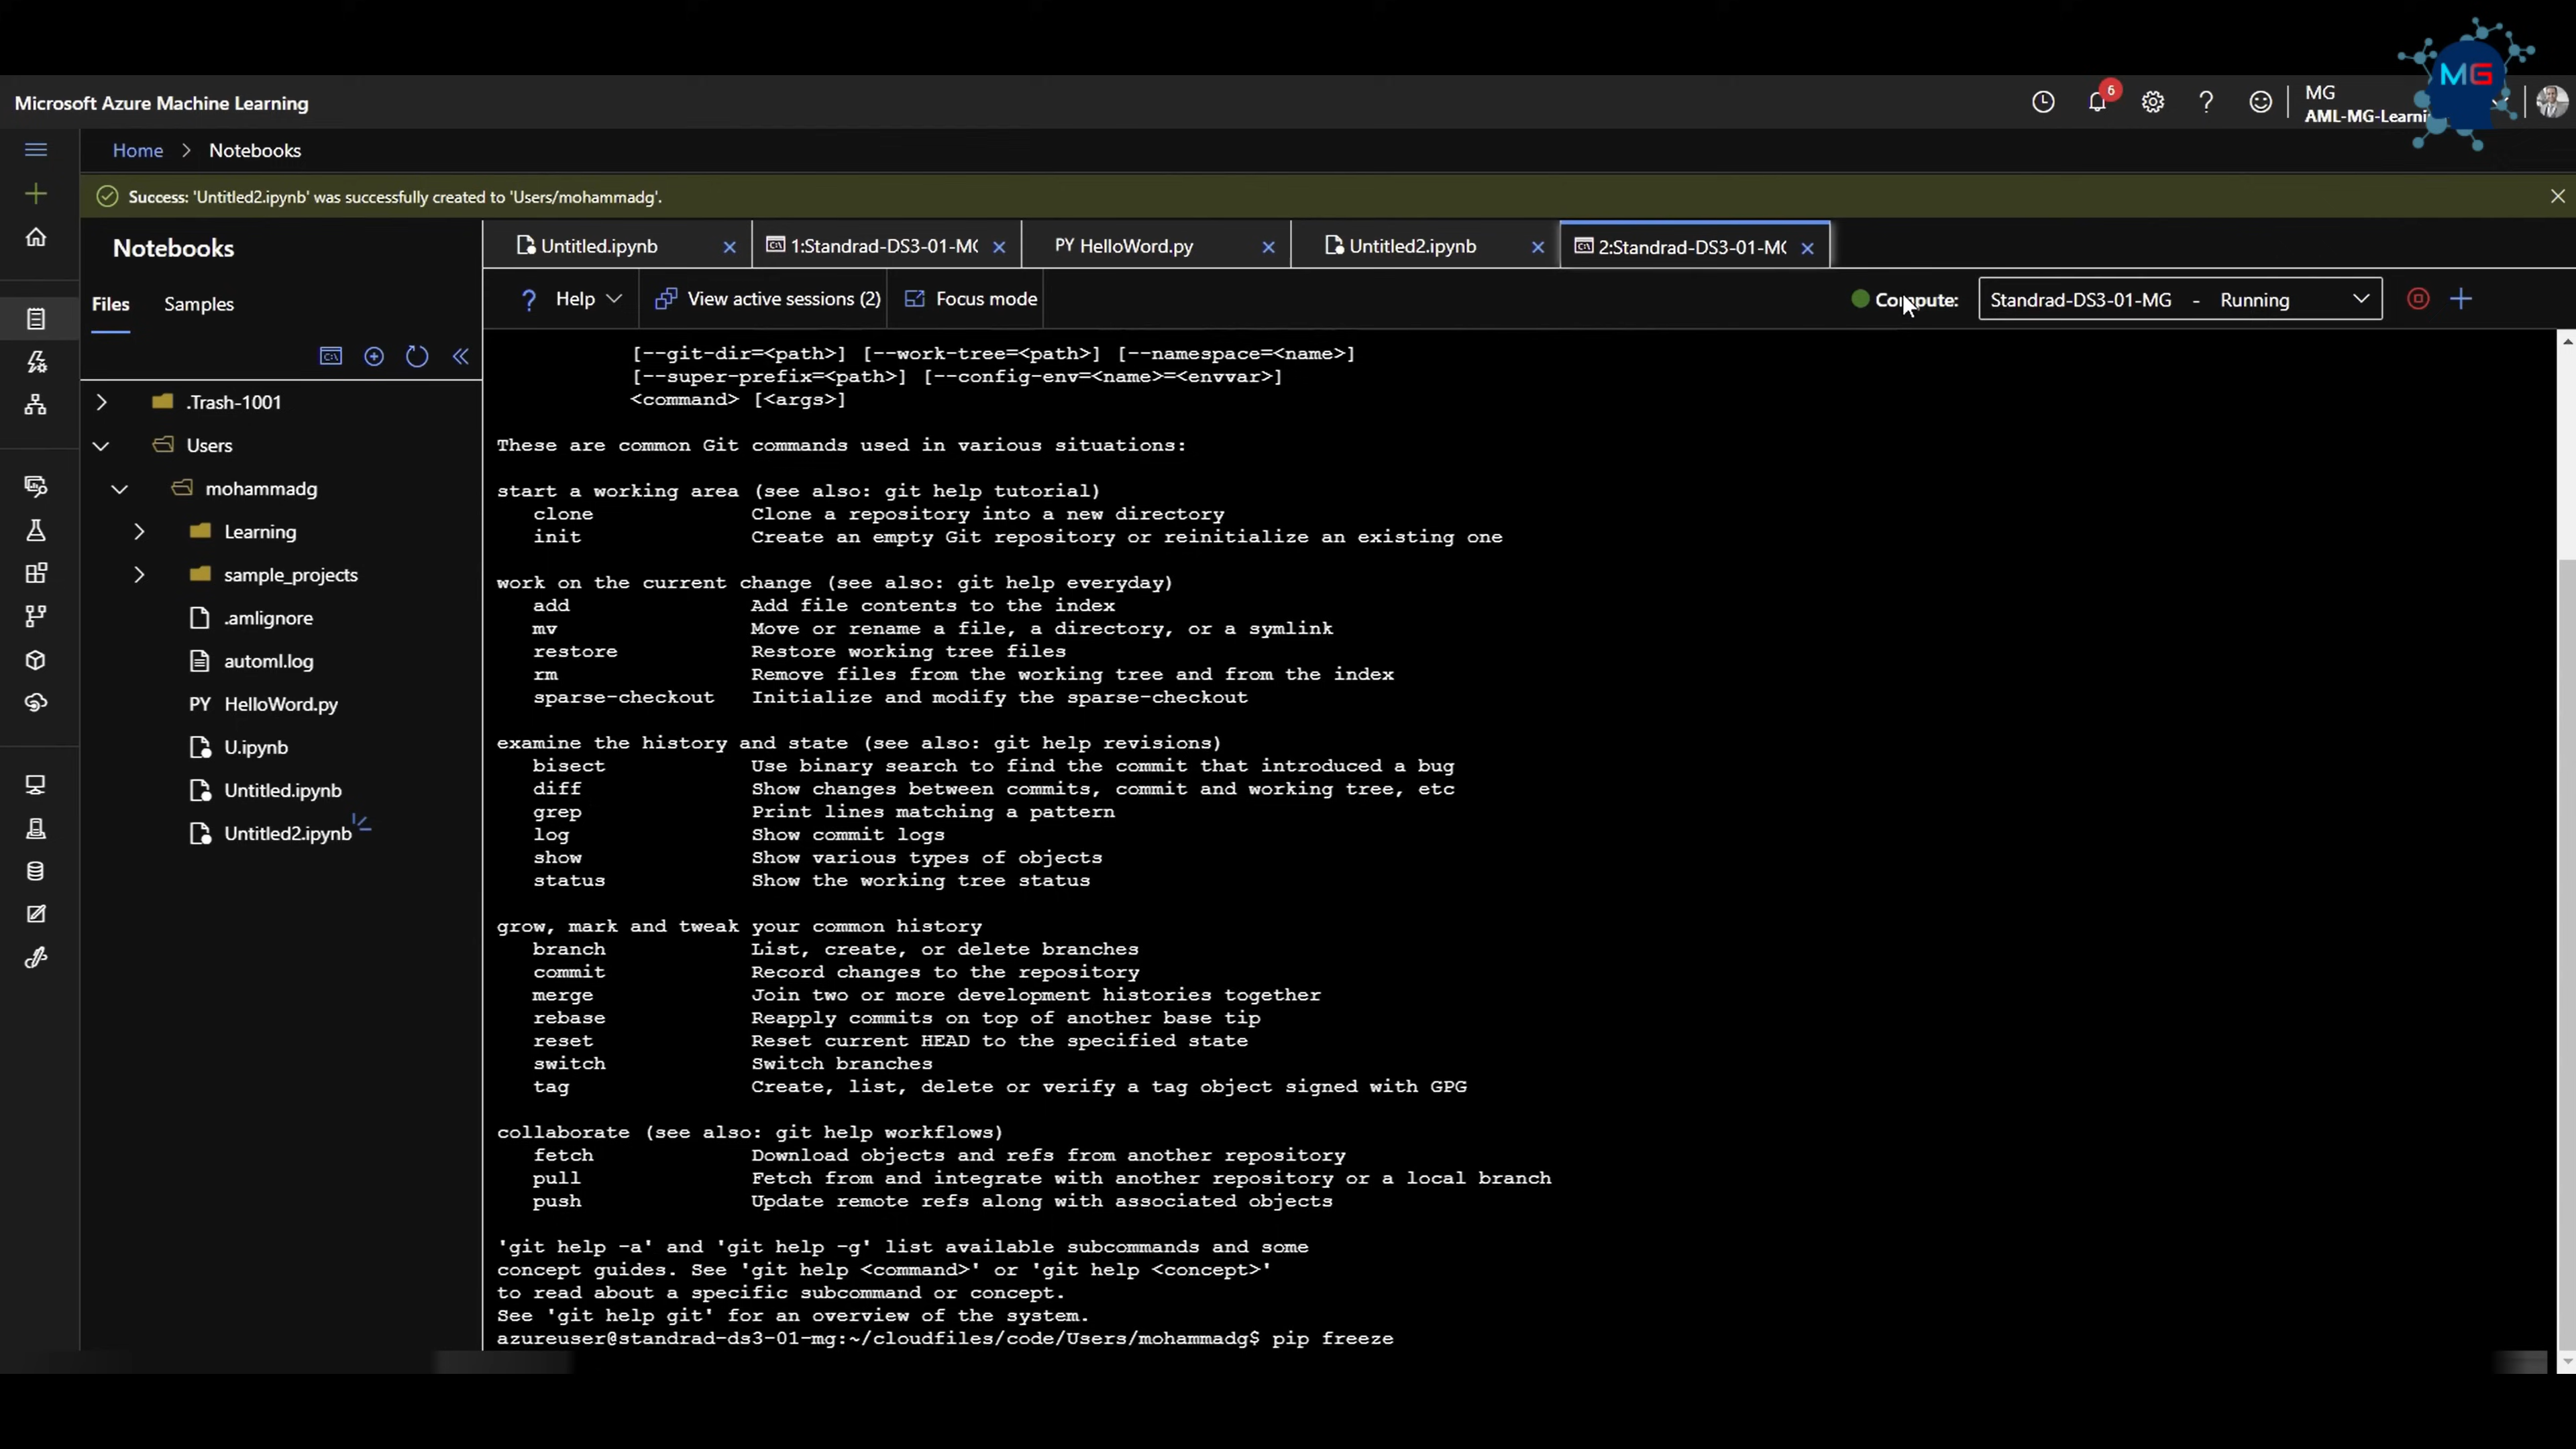 MG
Microsoft Azure Machine Learning
6
MG
AML-MG-Learni
Home > Notebooks
Success: 'Untitled2.ipynb' was successfully created to 'Users/mohammadg'.
Notebooks
Files Samples
.Trash-1001
Users
mohammadg
Learning
sample_projects
.amlignore
automl.log
PY HelloWord.py
U.ipynb
Untitled.ipynb
Untitled2.ipynb
Untitled.ipynb 1:Standrad-DS3-01-MG PY HelloWord.py Untitled2.ipynb 2:Standrad-DS3-01-MG
? Help View active sessions (2) Focus mode Compute: Standrad-DS3-01-MG - Running
[--git-dir=<path>] [--work-tree=<path>] [--namespace=<name>]
[--super-prefix=<path>] [--config-env=<name>=<envvar>]
<command> [<args>]
These are common Git commands used in various situations:
start a working area (see also: git help tutorial)
clone Clone a repository into a new directory
init Create an empty Git repository or reinitialize an existing one
work on the current change (see also: git help everyday)
add Add file contents to the index
mv Move or rename a file, a directory, or a symlink
restore Restore working tree files
rm Remove files from the working tree and from the index
sparse-checkout Initialize and modify the sparse-checkout
examine the history and state (see also: git help revisions)
bisect Use binary search to find the commit that introduced a bug
diff Show changes between commits, commit and working tree, etc
grep Print lines matching a pattern
log Show commit logs
show Show various types of objects
status Show the working tree status
grow, mark and tweak your common history
branch List, create, or delete branches
commit Record changes to the repository
merge Join two or more development histories together
rebase Reapply commits on top of another base tip
reset Reset current HEAD to the specified state
switch Switch branches
tag Create, list, delete or verify a tag object signed with GPG
collaborate (see also: git help workflows)
fetch Download objects and refs from another repository
pull Fetch from and integrate with another repository or a local branch
push Update remote refs along with associated objects
'git help -a' and 'git help -g' list available subcommands and some
concept guides. See 'git help <command>' or 'git help <concept>'
to read about a specific subcommand or concept.
See 'git help git' for an overview of the system.
azureuser@standrad-ds3-01-mg:~/cloudfiles/code/Users/mohammadg$ pip freeze